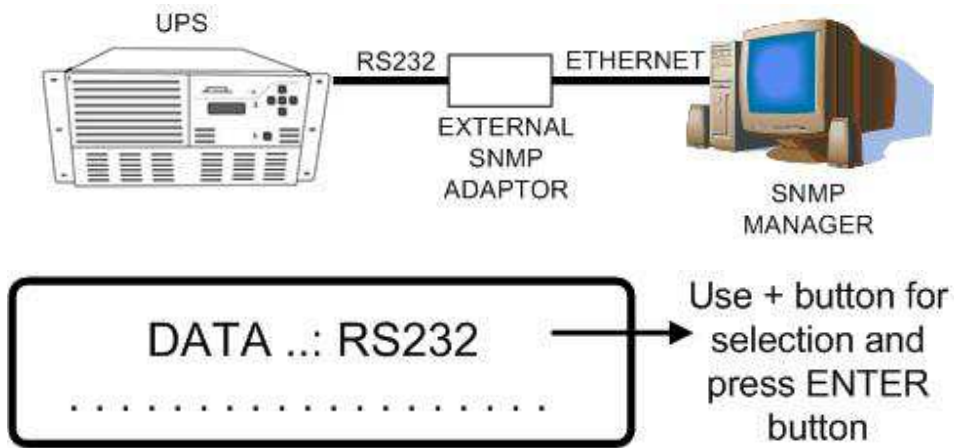 UPS
RS232
ETHERNET
EXTERNAL
SNMP
ADAPTOR
SNMP
MANAGER
DATA ..: RS232
. . . . . . . . . . . . . . . . . . .
Use + button for
selection and
press ENTER
button